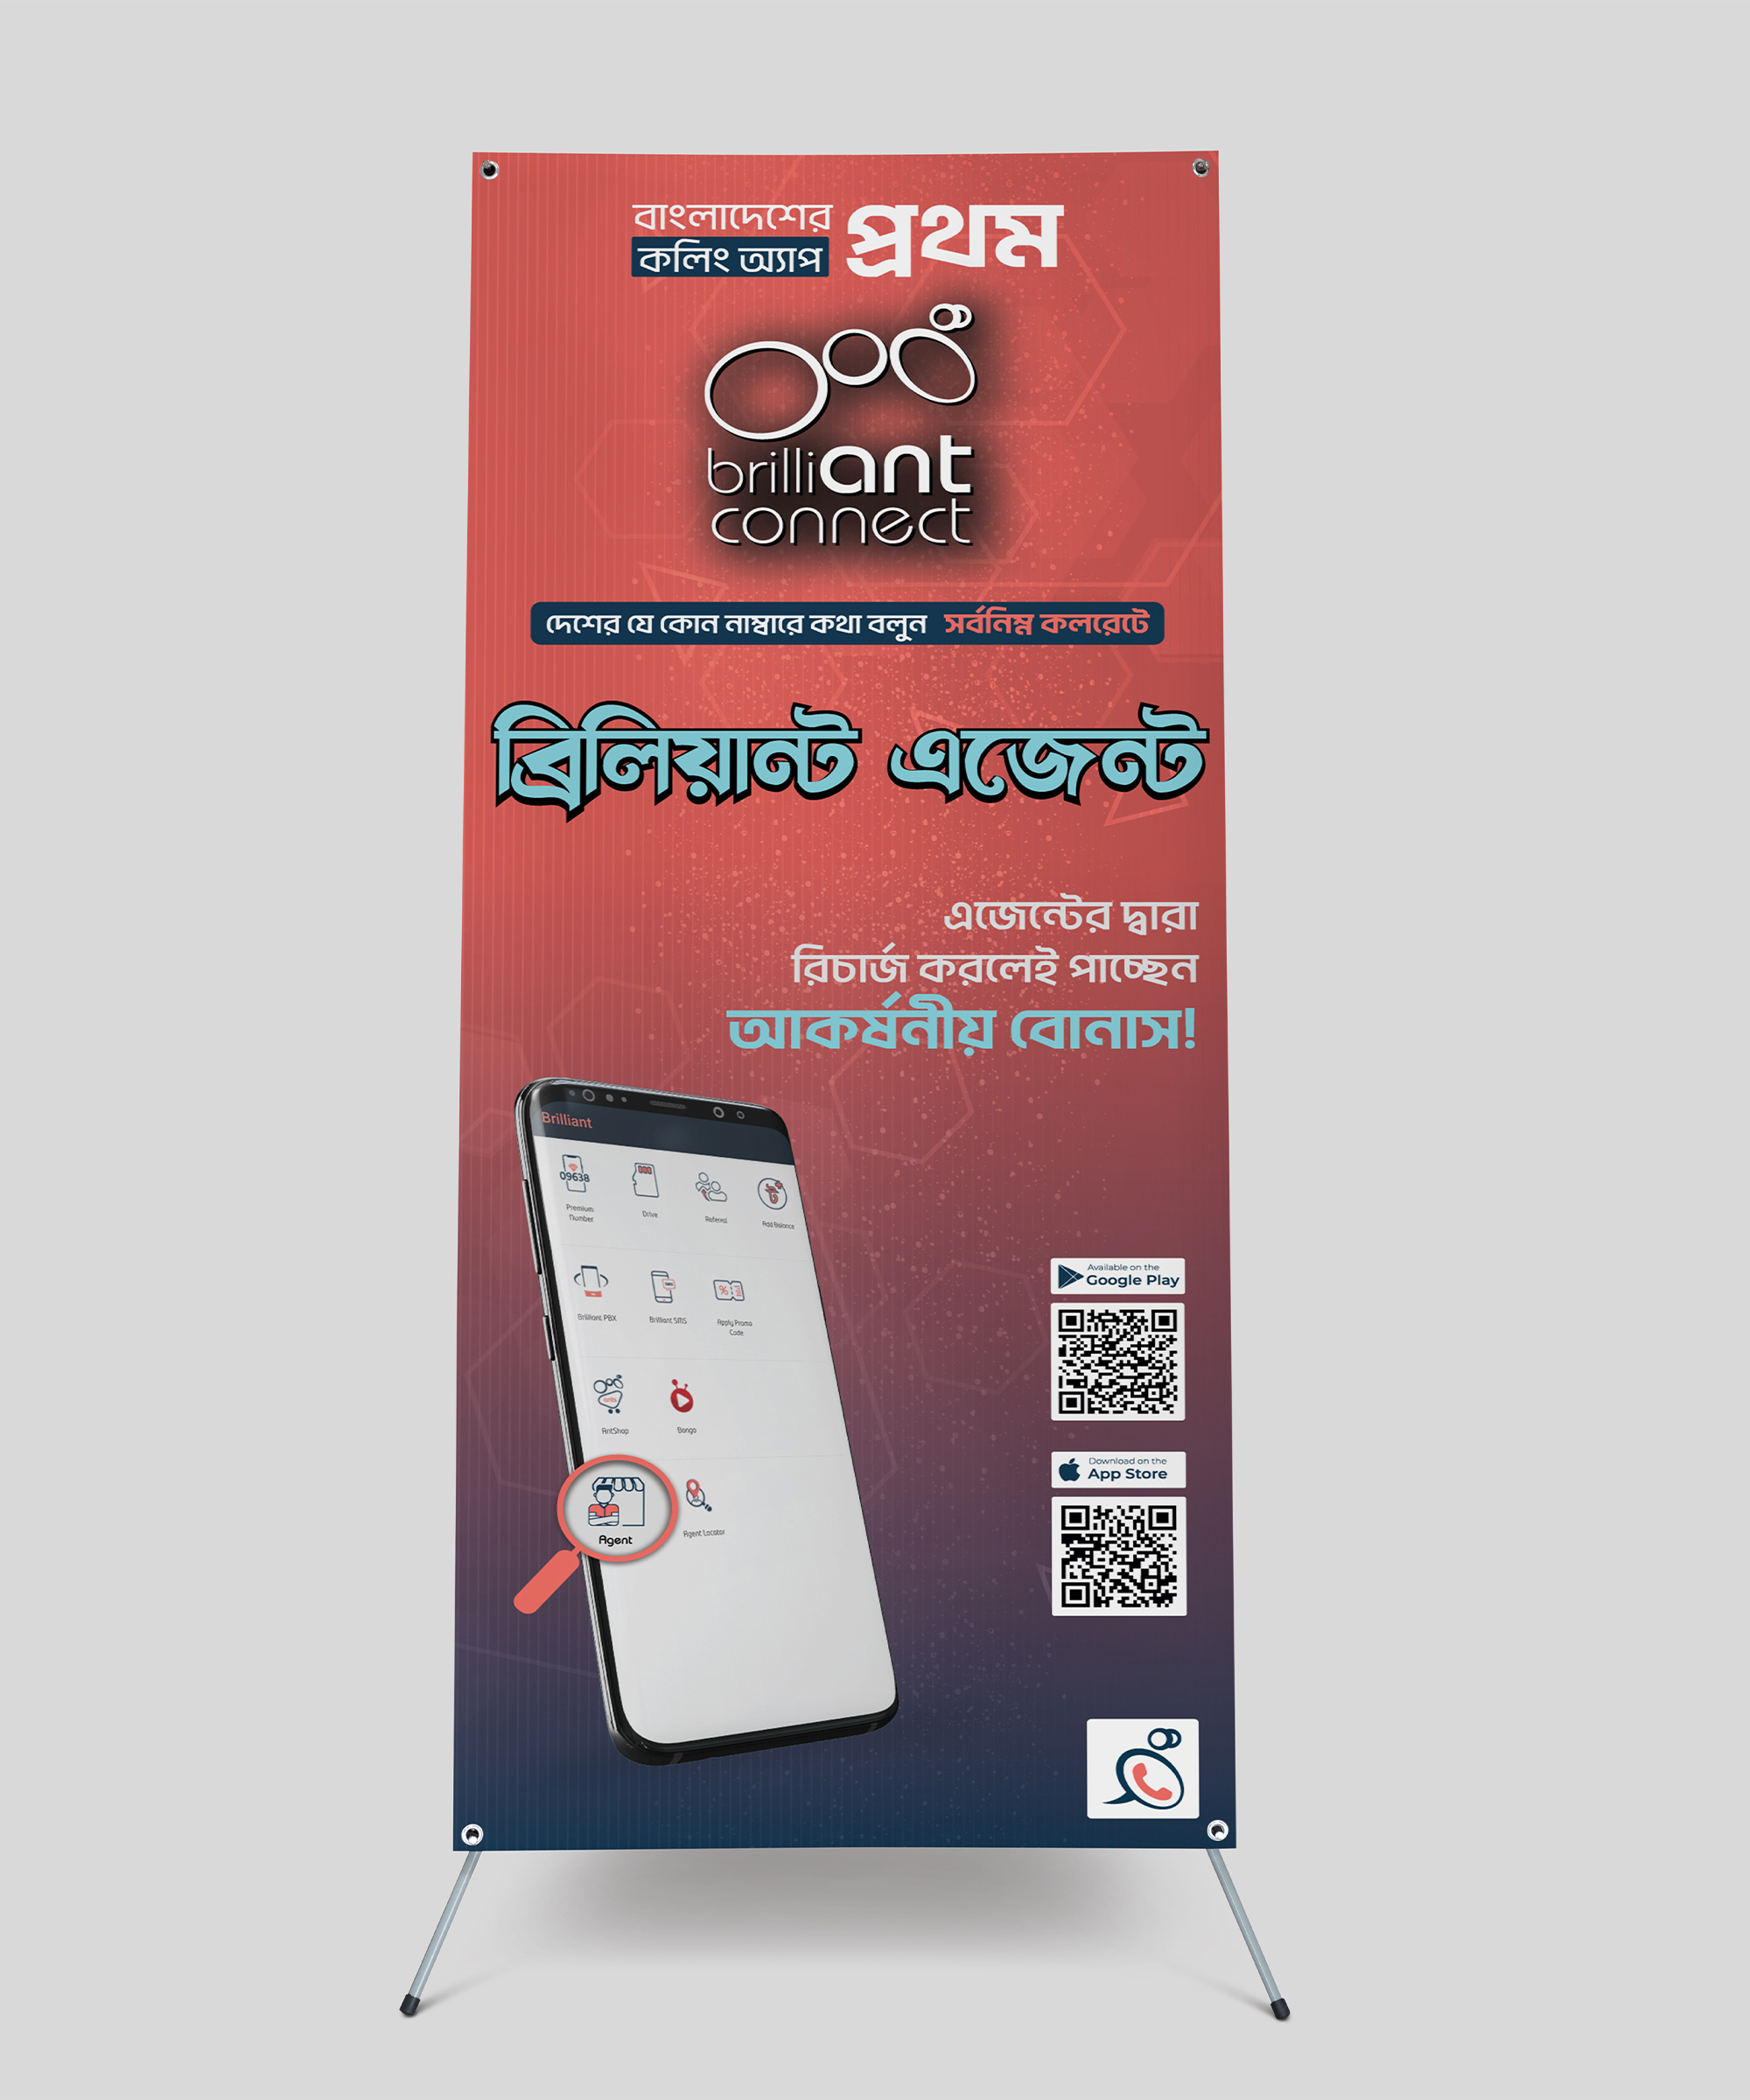 বাংলাদেশের প্রথম
কলিং অ্যাপ
brilliant
connect
দেশের যে কোন নাম্বারে কথা বলুন সর্বনিম্ন কলরেটে
ব্রিলিয়ান্ট এজেন্ট
এজেন্টের দ্বারা
রিচার্জ করলেই পাচ্ছেন
আকর্ষনীয় বোনাস!
Brilliant
09638
Premium
Number
Drive
Referral
Add Balance
Brilliant PBX
Brilliant SMS
Apply Promo
Code
AntShop
Bongo
Agent
Agent Locator
Available on the
Google Play
Download on the
App Store